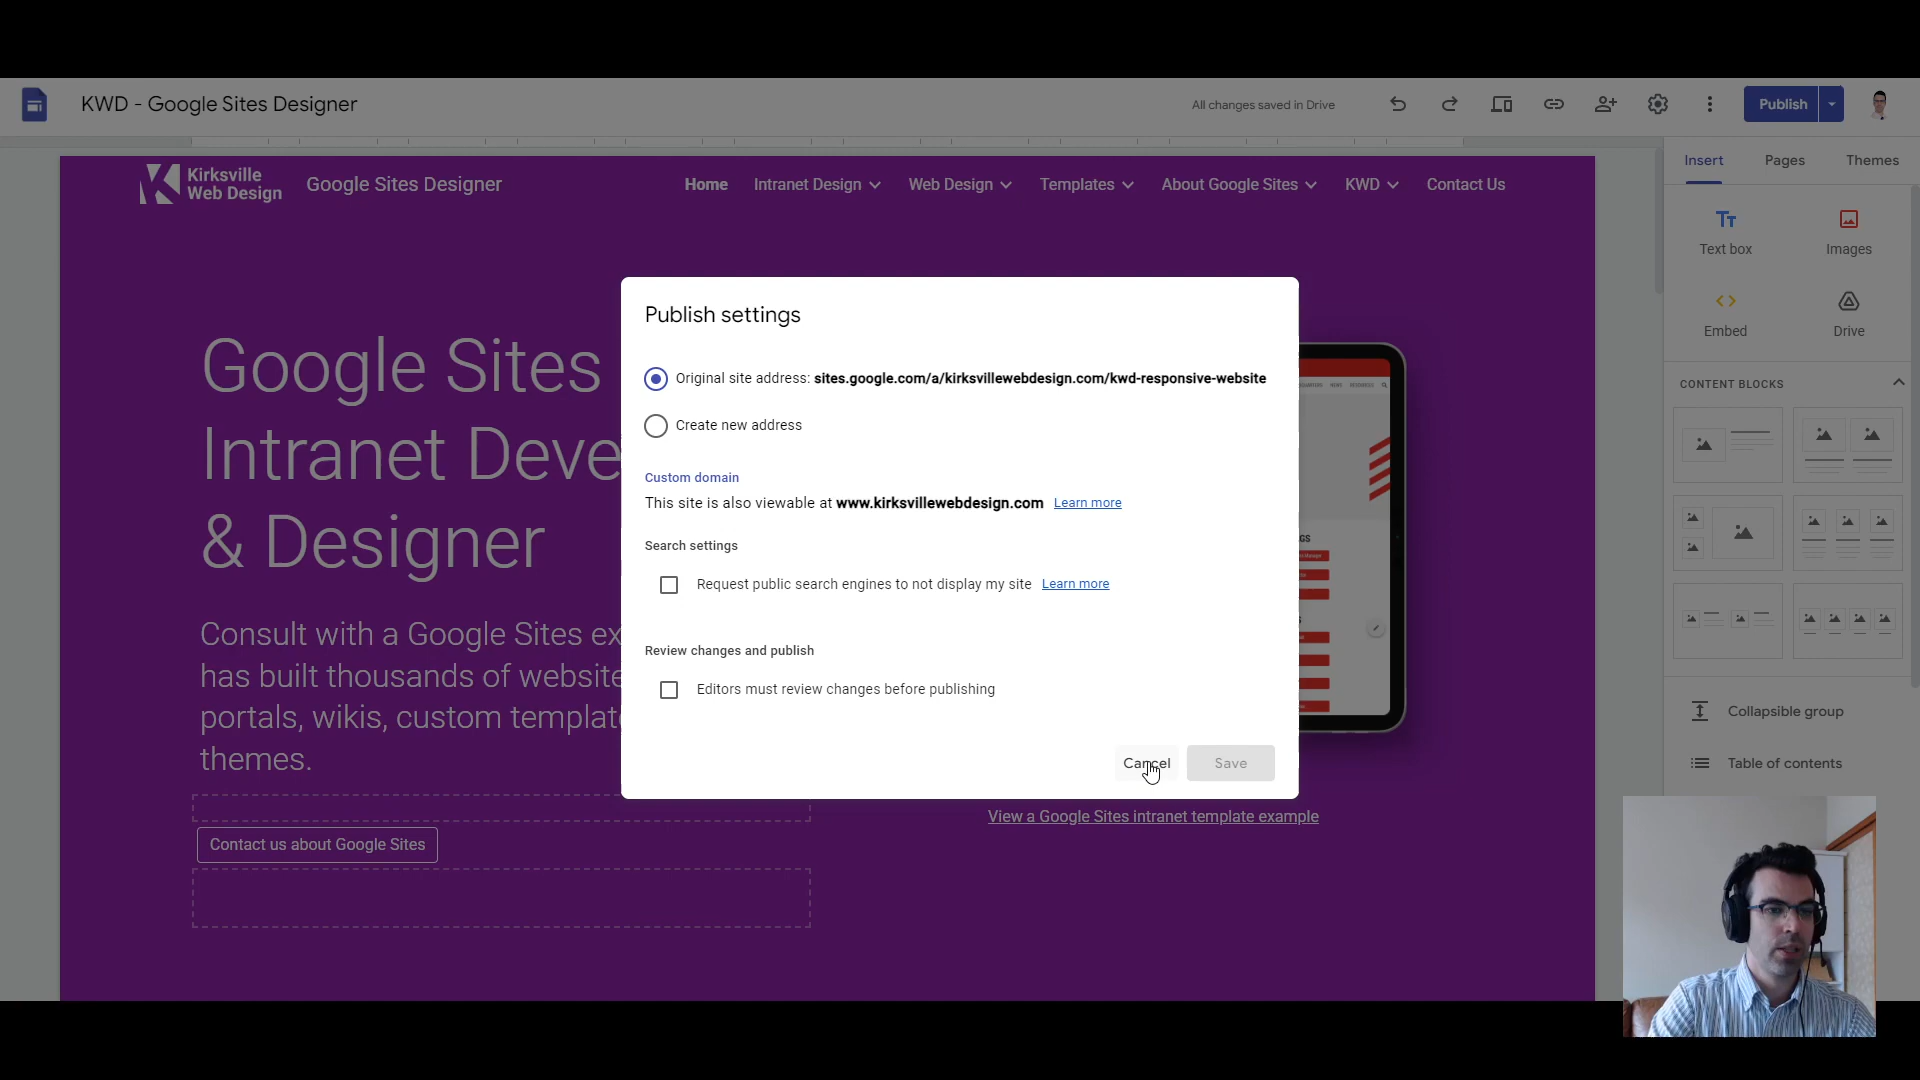 KWD - Google Sites Designer
All changes saved in Drive
Publish
Kirksville
Web Design
Google Sites Designer
Home
Intranet Design
Web Design
Templates
About Google Sites
KWD
Contact Us
Insert
Pages
Themes
Text box
Images
Embed
Drive
CONTENT BLOCKS
Collapsible group
Table of contents
Google Sites
Intranet Deve
& Designer
Consult with a Google Sites ex
has built thousands of website
portals, wikis, custom templat
themes.
Contact us about Google Sites
View a Google Sites intranet template example
Publish settings
Original site address: sites.google.com/a/kirksvillewebdesign.com/kwd-responsive-website
Create new address
Custom domain
This site is also viewable at www.kirksvillewebdesign.com Learn more
Search settings
Request public search engines to not display my site Learn more
Review changes and publish
Editors must review changes before publishing
Cancel
Save